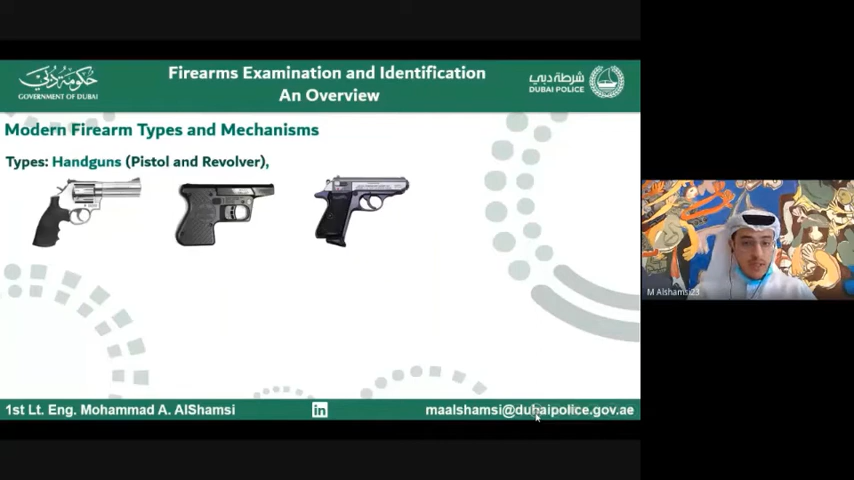 حكومة دبي
GOVERNMENT OF DUBAI
Firearms Examination and Identification
An Overview
شرطة دبي
DUBAI POLICE
Modern Firearm Types and Mechanisms
Types: Handguns (Pistol and Revolver),
M Alshamsi23
1st Lt. Eng. Mohammad A. AlShamsi
in
maalshamsi@dubaipolice.gov.ae